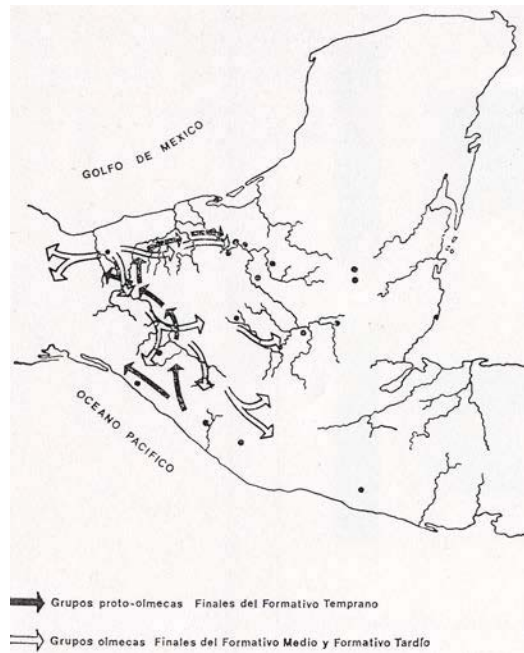 GOLFO DE MEXICO
OCEANO PACIFICO
Grupos proto-olmecas Finales del Formativo Temprano
Grupos olmecas Finales del Formativo Medio y Formativo Tardío